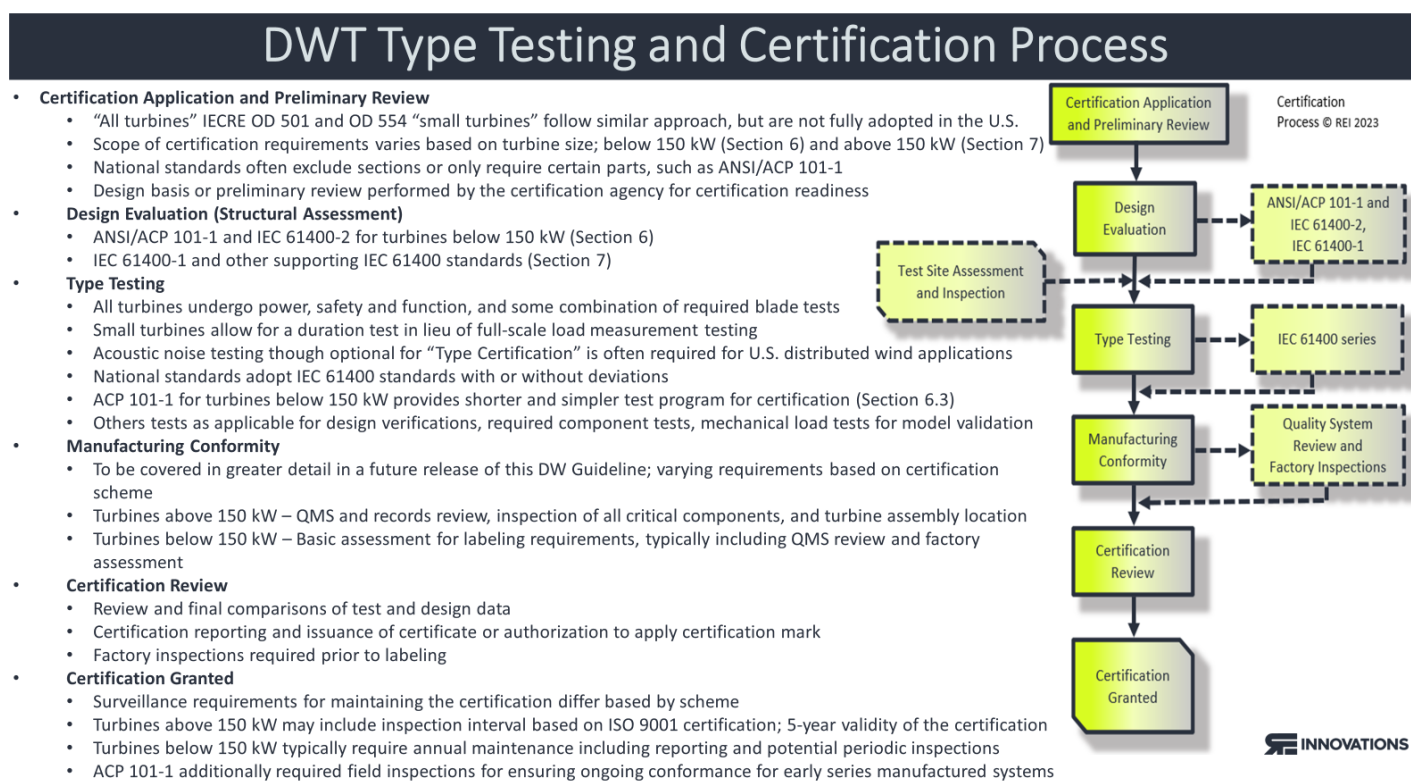 DWT Type Testing and Certification Process
• Certification Application and Preliminary Review
• “All turbines” IECRE OD 501 and OD 554 “small turbines” follow similar approach, but are not fully adopted in the U.S.
• Scope of certification requirements varies based on turbine size; below 150 kW (Section 6) and above 150 kW (Section 7)
• National standards often exclude sections or only require certain parts, such as ANSI/ACP 101-1
• Design basis or preliminary review performed by the certification agency for certification readiness
• Design Evaluation (Structural Assessment)
• ANSI/ACP 101-1 and IEC 61400-2 for turbines below 150 kW (Section 6)
• IEC 61400-1 and other supporting IEC 61400 standards (Section 7)
• Type Testing
• All turbines undergo power, safety and function, and some combination of required blade tests
• Small turbines allow for a duration test in lieu of full-scale load measurement testing
• Acoustic noise testing though optional for “Type Certification” is often required for U.S. distributed wind applications
• National standards adopt IEC 61400 standards with or without deviations
• ACP 101-1 for turbines below 150 kW provides shorter and simpler test program for certification (Section 6.3)
• Others tests as applicable for design verifications, required component tests, mechanical load tests for model validation
• Manufacturing Conformity
• To be covered in greater detail in a future release of this DW Guideline; varying requirements based on certification
scheme
• Turbines above 150 kW – QMS and records review, inspection of all critical components, and turbine assembly location
• Turbines below 150 kW – Basic assessment for labeling requirements, typically including QMS review and factory
assessment
• Certification Review
• Review and final comparisons of test and design data
• Certification reporting and issuance of certificate or authorization to apply certification mark
• Factory inspections required prior to labeling
• Certification Granted
• Surveillance requirements for maintaining the certification differ based by scheme
• Turbines above 150 kW may include inspection interval based on ISO 9001 certification; 5-year validity of the certification
• Turbines below 150 kW typically require annual maintenance including reporting and potential periodic inspections
• ACP 101-1 additionally required field inspections for ensuring ongoing conformance for early series manufactured systems
Certification Application
and Preliminary Review
Certification
Process © REI 2023
Design
Evaluation
ANSI/ACP 101-1 and
IEC 61400-2,
IEC 61400-1
Test Site Assessment
and Inspection
Type Testing
IEC 61400 series
Manufacturing
Conformity
Quality System
Review and
Factory Inspections
Certification
Review
Certification
Granted
INNOVATIONS